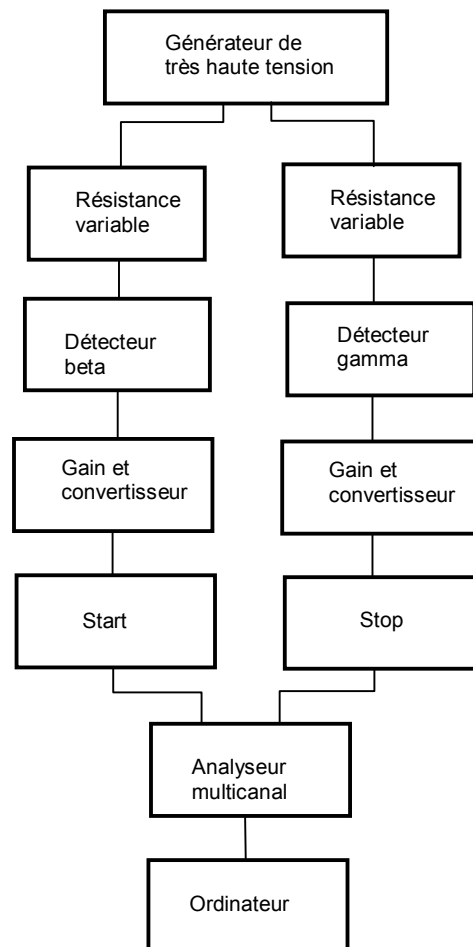 Générateur de
très haute tension
Résistance
variable
Résistance
variable
Détecteur
beta
Détecteur
gamma
Gain et
convertisseur
Gain et
convertisseur
Start
Stop
Analyseur
multicanal
Ordinateur